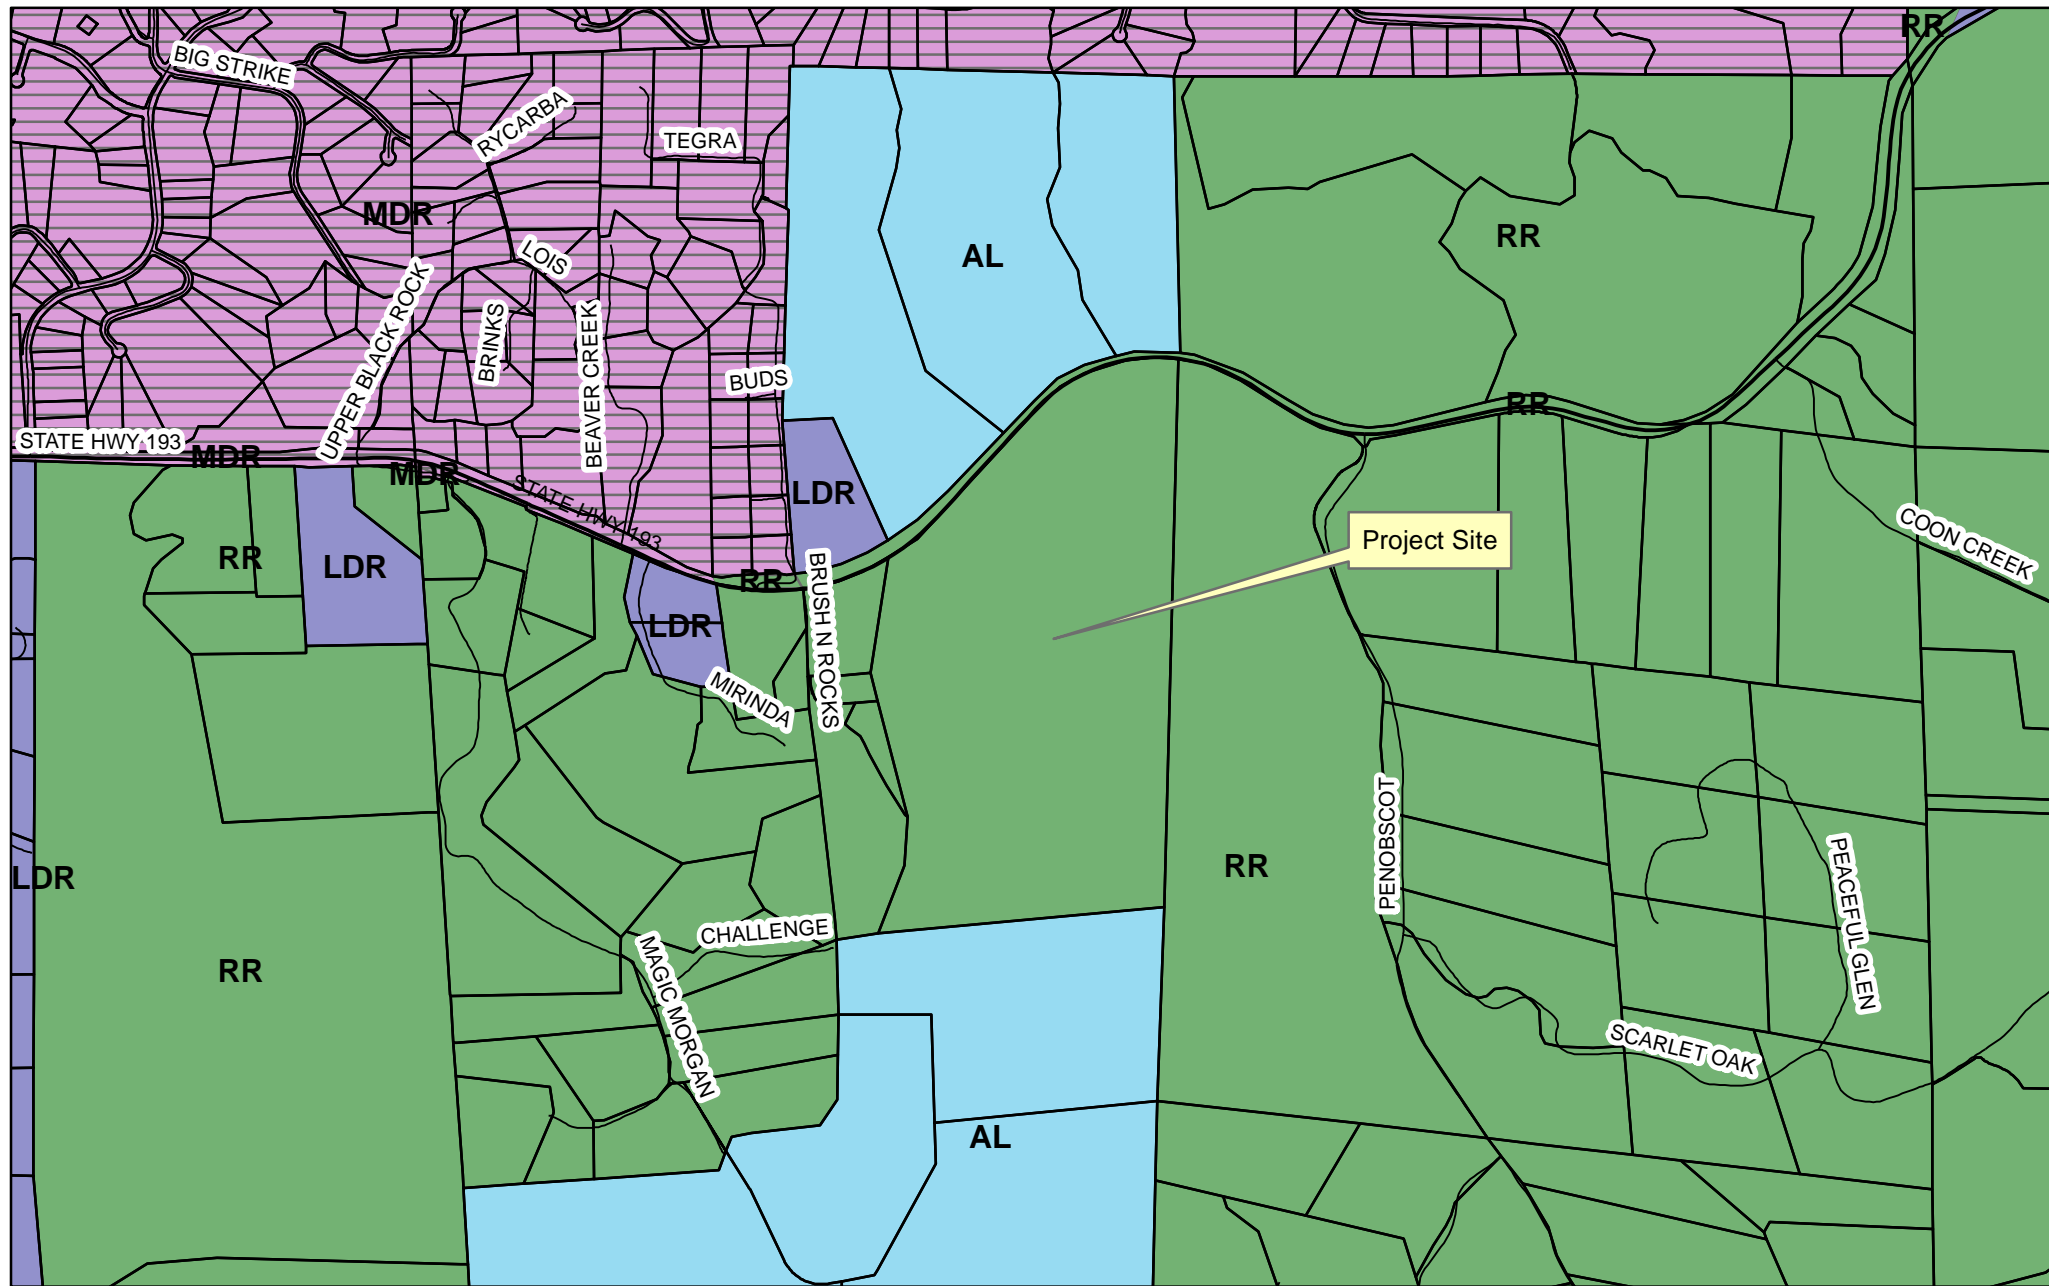 RR
BIG STRIKE
RYCARBA
TEGRA
MDR
AL
RR
LOIS
UPPER BLACK ROCK
BRINKS
BEAVER CREEK
BUDS
RR
STATE HWY 193
MDR
MDR
STATE HWY 193
LDR
COON CREEK
Project Site
RR
LDR
RR
BRUSH N ROCKS
LDR
MIRINDA
PENOBSCOT
PEACEFUL GLEN
LDR
RR
CHALLENGE
RR
MAGIC MORGAN
SCARLET OAK
AL